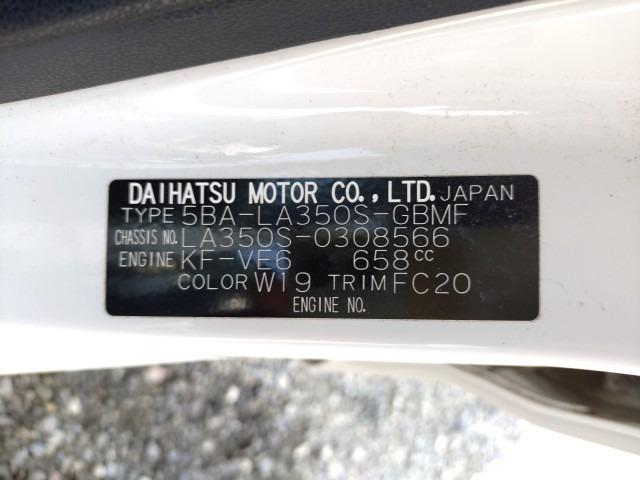 DAIHATSU MOTOR CO., LTD. JAPAN
TYPE 5BA-LA350S-GBMF
CHASSIS NO. LA350S-0308566
ENGINE KF-VE6 658CC
COLOR W19 TRIM FC20
ENGINE NO.